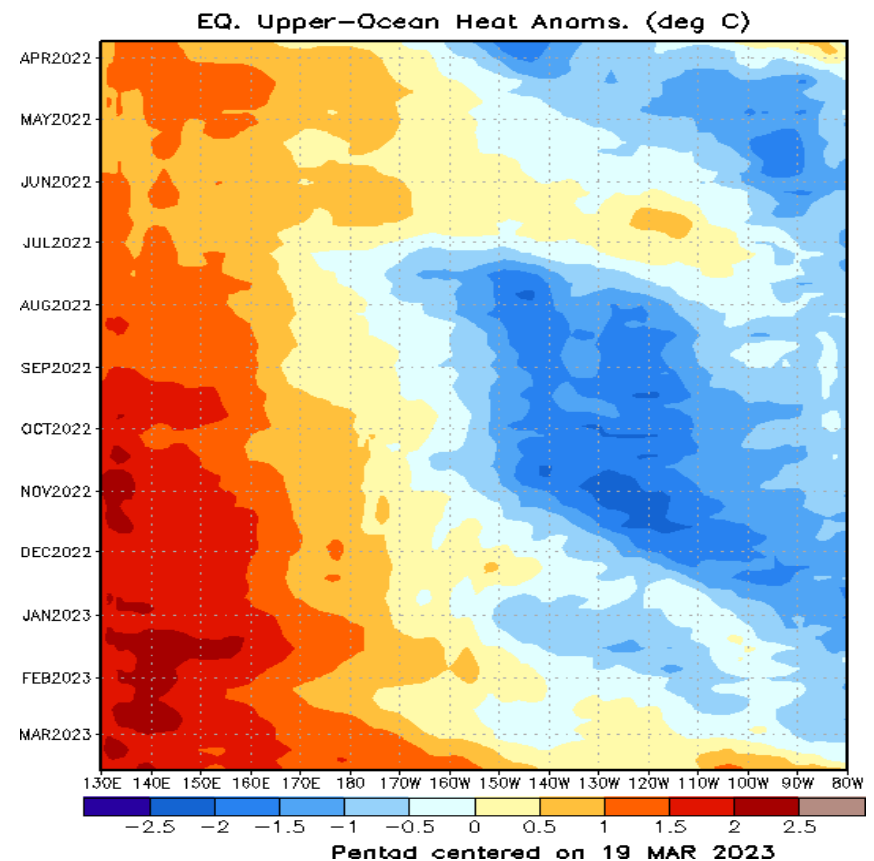 EQ. Upper-Ocean Heat Anoms. (deg C)
APR2022
MAY2022
JUN2022
JUL2022
AUG2022
SEP2022
OCT2022
NOV2022
DEC2022
JAN2023
FEB2023
MAR2023
130E 140E 150E 160E 170E 180 170W 160W 150W 140W 130W 120W 110W 100W 90W 80W
-2.5 -2 -1.5 -1 -0.5 0 0.5 1 1.5 2 2.5
Pentad centered on 19 MAR 2023